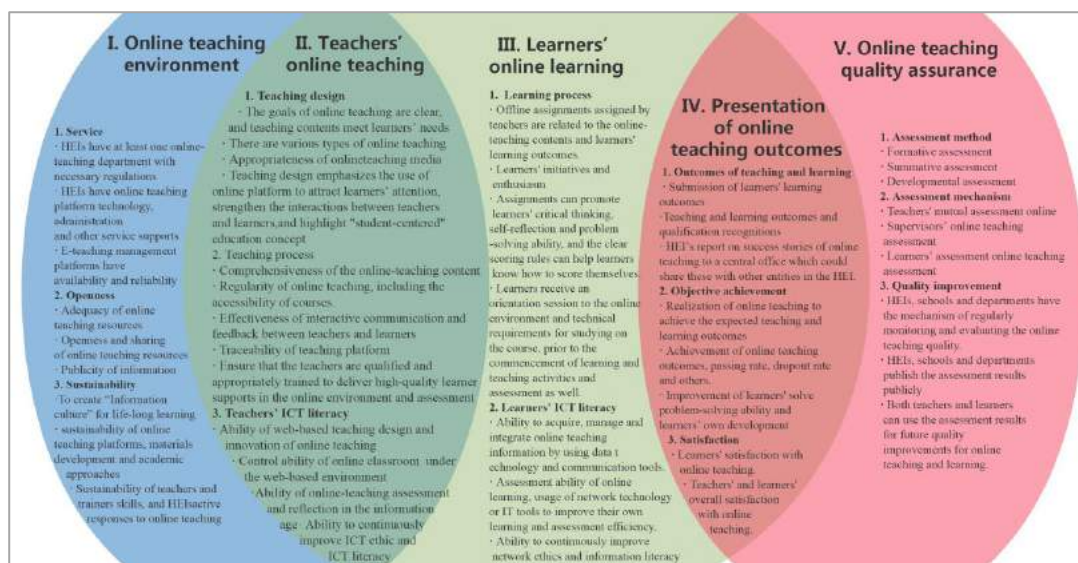 I. Online teaching
environment
1. Service
· HEIs have at least one online-
teaching department with
necessary regulations
· HEIs have online teaching
platform technology,
administration
and other service supports
· E-teaching management
platforms have
availability and reliability
2. Openness
· Adequacy of online
teaching resources
· Openness and sharing
of online teaching resources
· Publicity of information
3. Sustainability
·To create "Information
culture" for life-long learning
· sustainability of online
teaching platforms, materials
development and academic
approaches
· Sustainability of teachers and
trainers skills, and HEIsactive
responses to online teaching
II. Teachers'
online teaching
1. Teaching design
· The goals of online teaching are clear,
and teaching contents meet learners' needs
· There are various types of online teaching
· Appropriateness of onlineteaching media
· Teaching design emphasizes the use of
online platform to attract learners' attention,
strengthen the interactions between teachers
and learners,and highlight "student-centered"
education concept
2. Teaching process
· Comprehensiveness of the online-teaching content
· Regularity of online teaching, including the
accessibility of courses.
· Effectiveness of interactive communication and
feedback between teachers and learners
· Traceability of teaching platform
· Ensure that the teachers are qualified and
appropriately trained to deliver high-quality learner
supports in the online environment and assessment
3. Teachers' ICT literacy
· Ability of web-based teaching design and
innovation of online teaching
· Control ability of online classroom under
the web-based environment
·Ability of online-teaching assessment
and reflection in the information
age· Ability to continuously
improve ICT ethic and
ICT literacy
III. Learners'
online learning
1. Learning process
· Offline assignments assigned by
teachers are related to the online-
teaching contents and learners'
learning outcomes.
· Learners' initiatives and
enthusiasm
· Assignments can promote
learners' critical thinking,
self-reflection and problem
-solving ability, and the clear
scoring rules can help learners
know how to score themselves
· Learners receive an
orientation session to the online
environment and technical
requirements for studying on
the course, prior to the
commencement of learning and
teaching activities and
assessment as well.
2. Learners' ICT literacy
· Ability to acquire, manage and
integrate online teaching
information by using data t
echnology and communication tools.
· Assessment ability of online
learning, usage of network technology
or IT tools to improve their own
learning and assessment efficiency.
· Ability to continously improve
network ethics and information literacy
IV. Presentation
of online
teaching outcomes
1. Outcomes of teaching and learning
· Submission of learners' learning
outcomes
·Teaching and learning outcomes and
qualification recognitions
·HEI's report on success stories of online
teaching to a central office which could
share these with other entities in the HEI.
2. Objective achievement
· Realization of online teaching to
achieve the expected teaching and
learning outcomes
· Achievement of online teaching
outcomes, passing rate, dropout rate
and others.
·Improvement of learners' solve
problem-solving ability and
learners' own development
3. Satisfaction
· Learners' satisfaction with
online teaching.
· Teachers' and learners'
overall satisfaction
with online
teaching.
V. Online teaching
quality assurance
1. Assessment method
· Formative assessment
· Summative assessment
· Developmental assessment
2. Assessment mechanism
· Teachers' mutual assessment online
· Supervisors' online teaching
assessment
· Learners' assessment online teaching
assessment
3. Quality improvement
· HEIs, schools and departments have
the mechanism of regularly
monitoring and evaluating the online
teaching quality.
· HEIs, schools and departments
publish the assessment results
publicly
· Both teachers and learners
can use the assessment results
for future quality
improvements for online
teaching and learning.